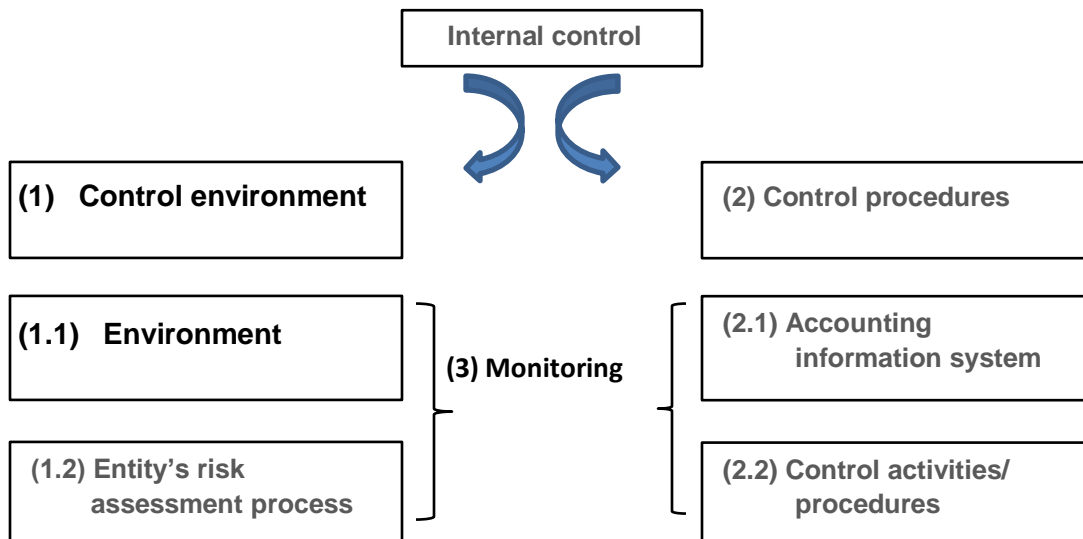 Internal control
(1) Control environment
(2) Control procedures
(1.1) Environment
(2.1) Accounting
information system
(3) Monitoring
(1.2) Entity’s risk
assessment process
(2.2) Control activities/
procedures